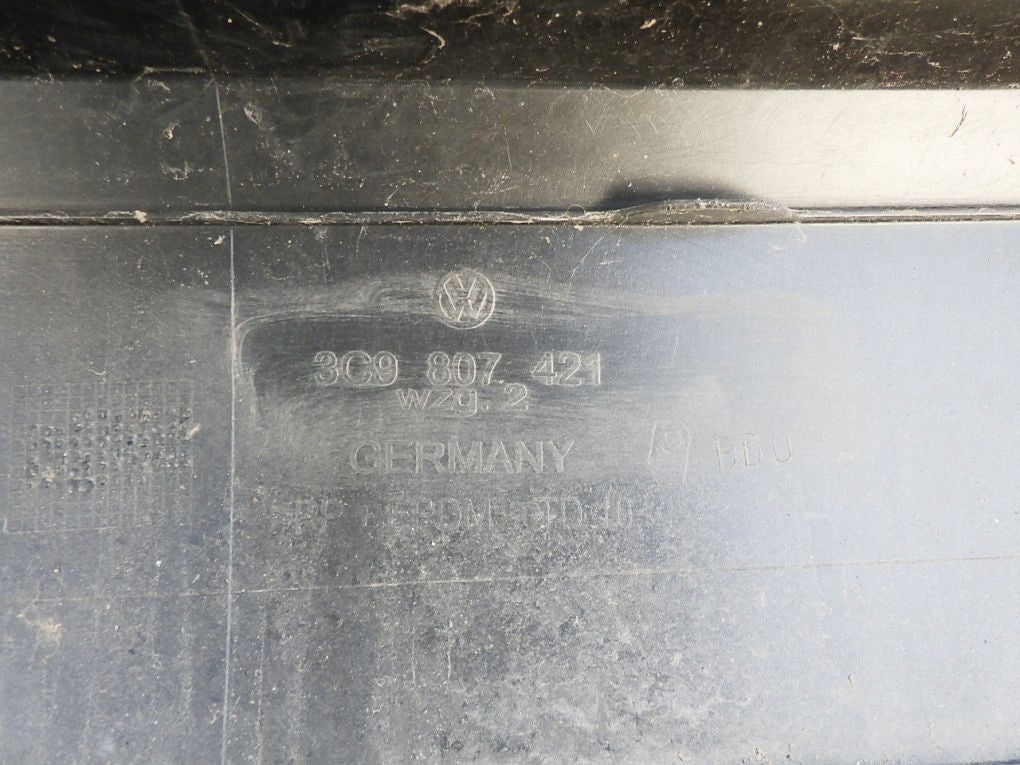 3C9 807 421
wzg. 2
GERMANY BDU